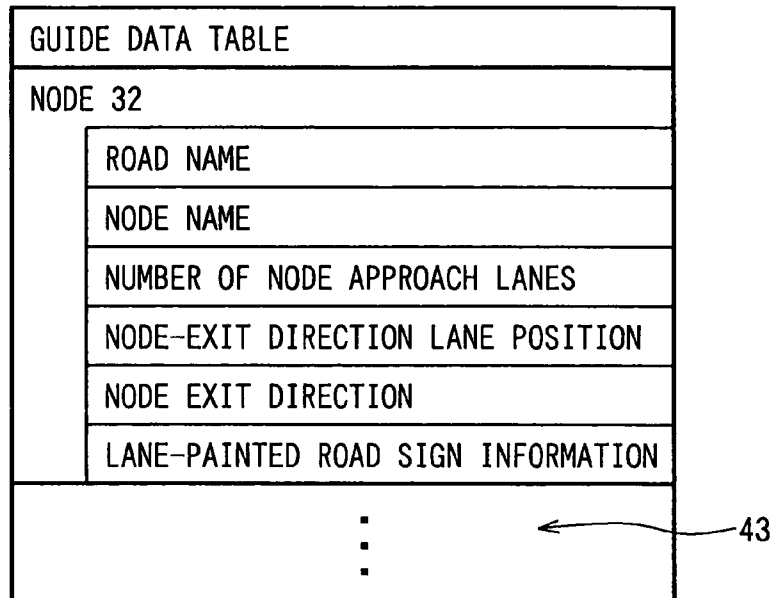 GUIDE DATA TABLE
NODE 32
ROAD NAME
NODE NAME
NUMBER OF NODE APPROACH LANES
NODE-EXIT DIRECTION LANE POSITION
NODE EXIT DIRECTION
LANE-PAINTED ROAD SIGN INFORMATION
43